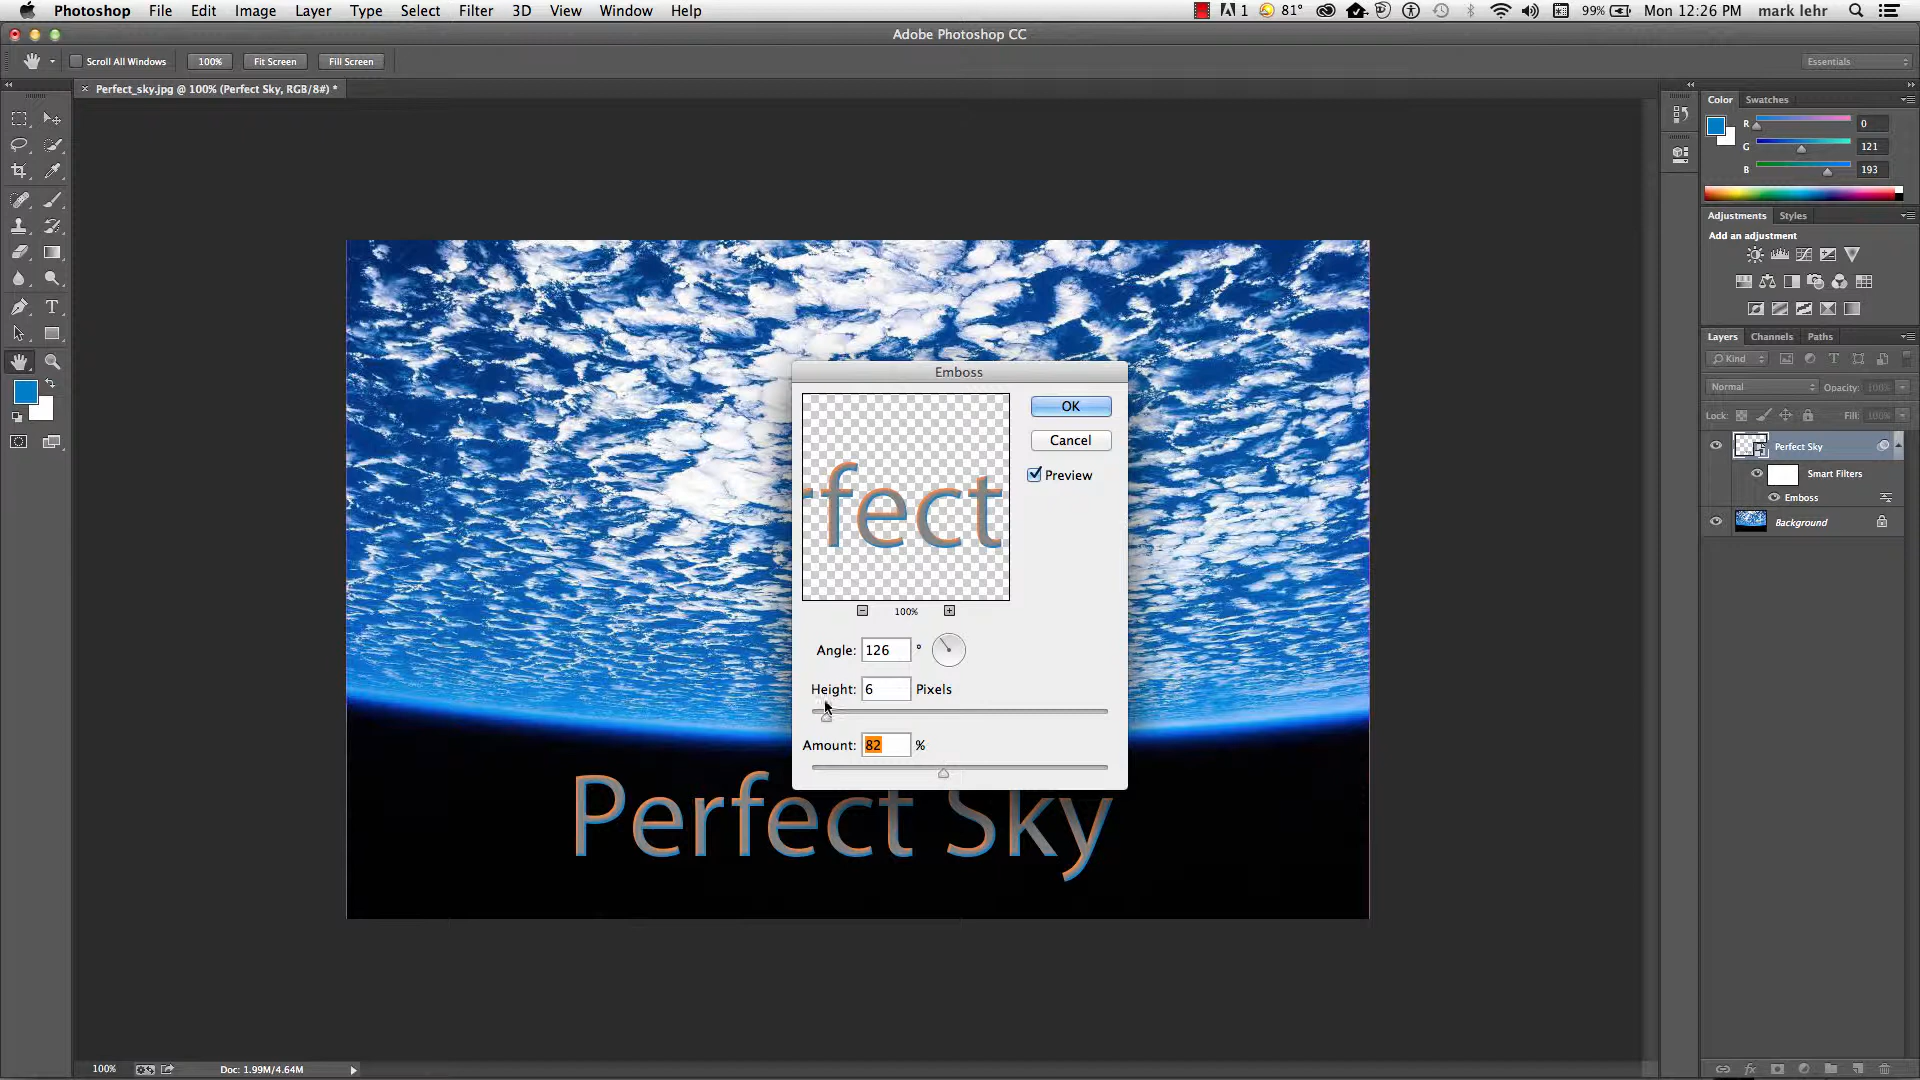 Photoshop File Edit Image Layer Type Select Filter 3D View Window Help 1 81° 99% Mon 12:26 PM mark lehr
Adobe Photoshop CC
Scroll All Windows 100% Fit Screen Fill Screen Essentials
× Perfect_sky.jpg @ 100% (Perfect Sky, RGB/8#) *
Color Swatches
R 0
G 121
B 193
Adjustments Styles
Add an adjustment
Layers Channels Paths
Kind
Normal Opacity: 100%
Lock: Fill: 100%
Perfect Sky
Smart Filters
Emboss
Background
Emboss
OK
Cancel
Preview
rfect
100%
Angle: 126 °
Height: 6 Pixels
Amount: 82 %
Perfect Sky
100% Doc: 1.99M/4.64M